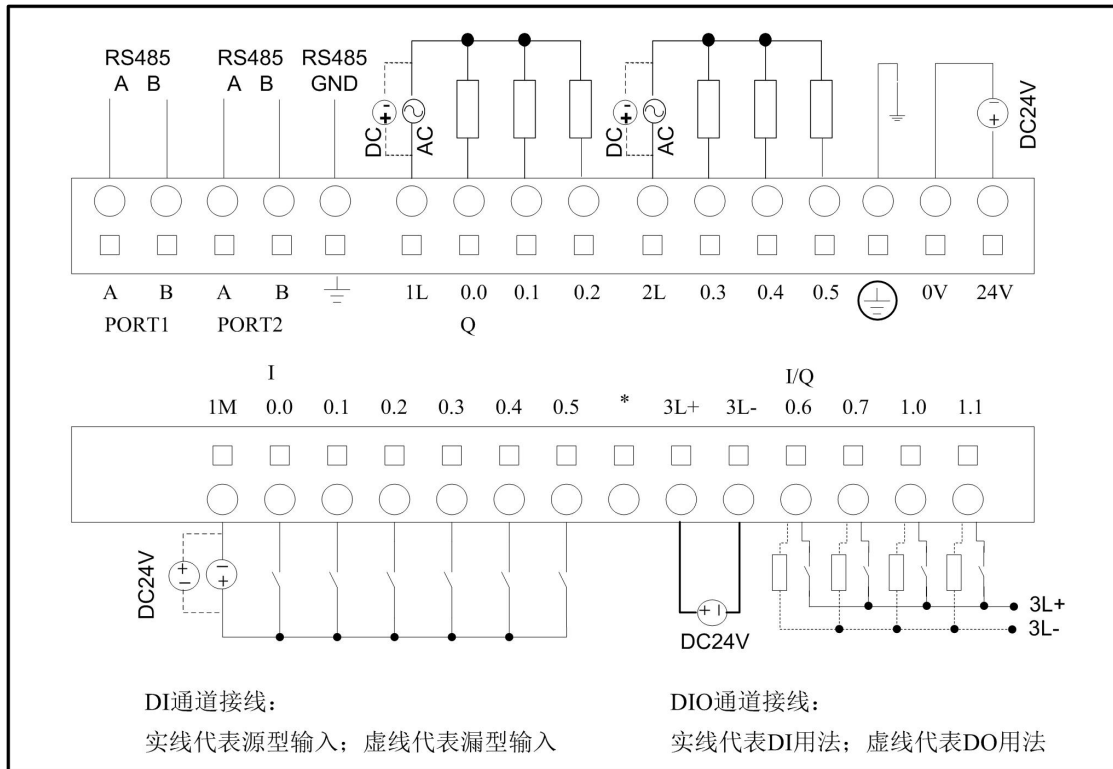 RS485 RS485 RS485
A B A B GND
DC AC DC AC DC24V
A B A B 1L 0.0 0.1 0.2 2L 0.3 0.4 0.5 0V 24V
PORT1 PORT2 Q
I I/Q
1M 0.0 0.1 0.2 0.3 0.4 0.5 * 3L+ 3L- 0.6 0.7 1.0 1.1
DC24V
3L+
3L-
DC24V
DI通道接线： DIO通道接线：
实线代表源型输入；虚线代表漏型输入 实线代表DI用法；虚线代表DO用法